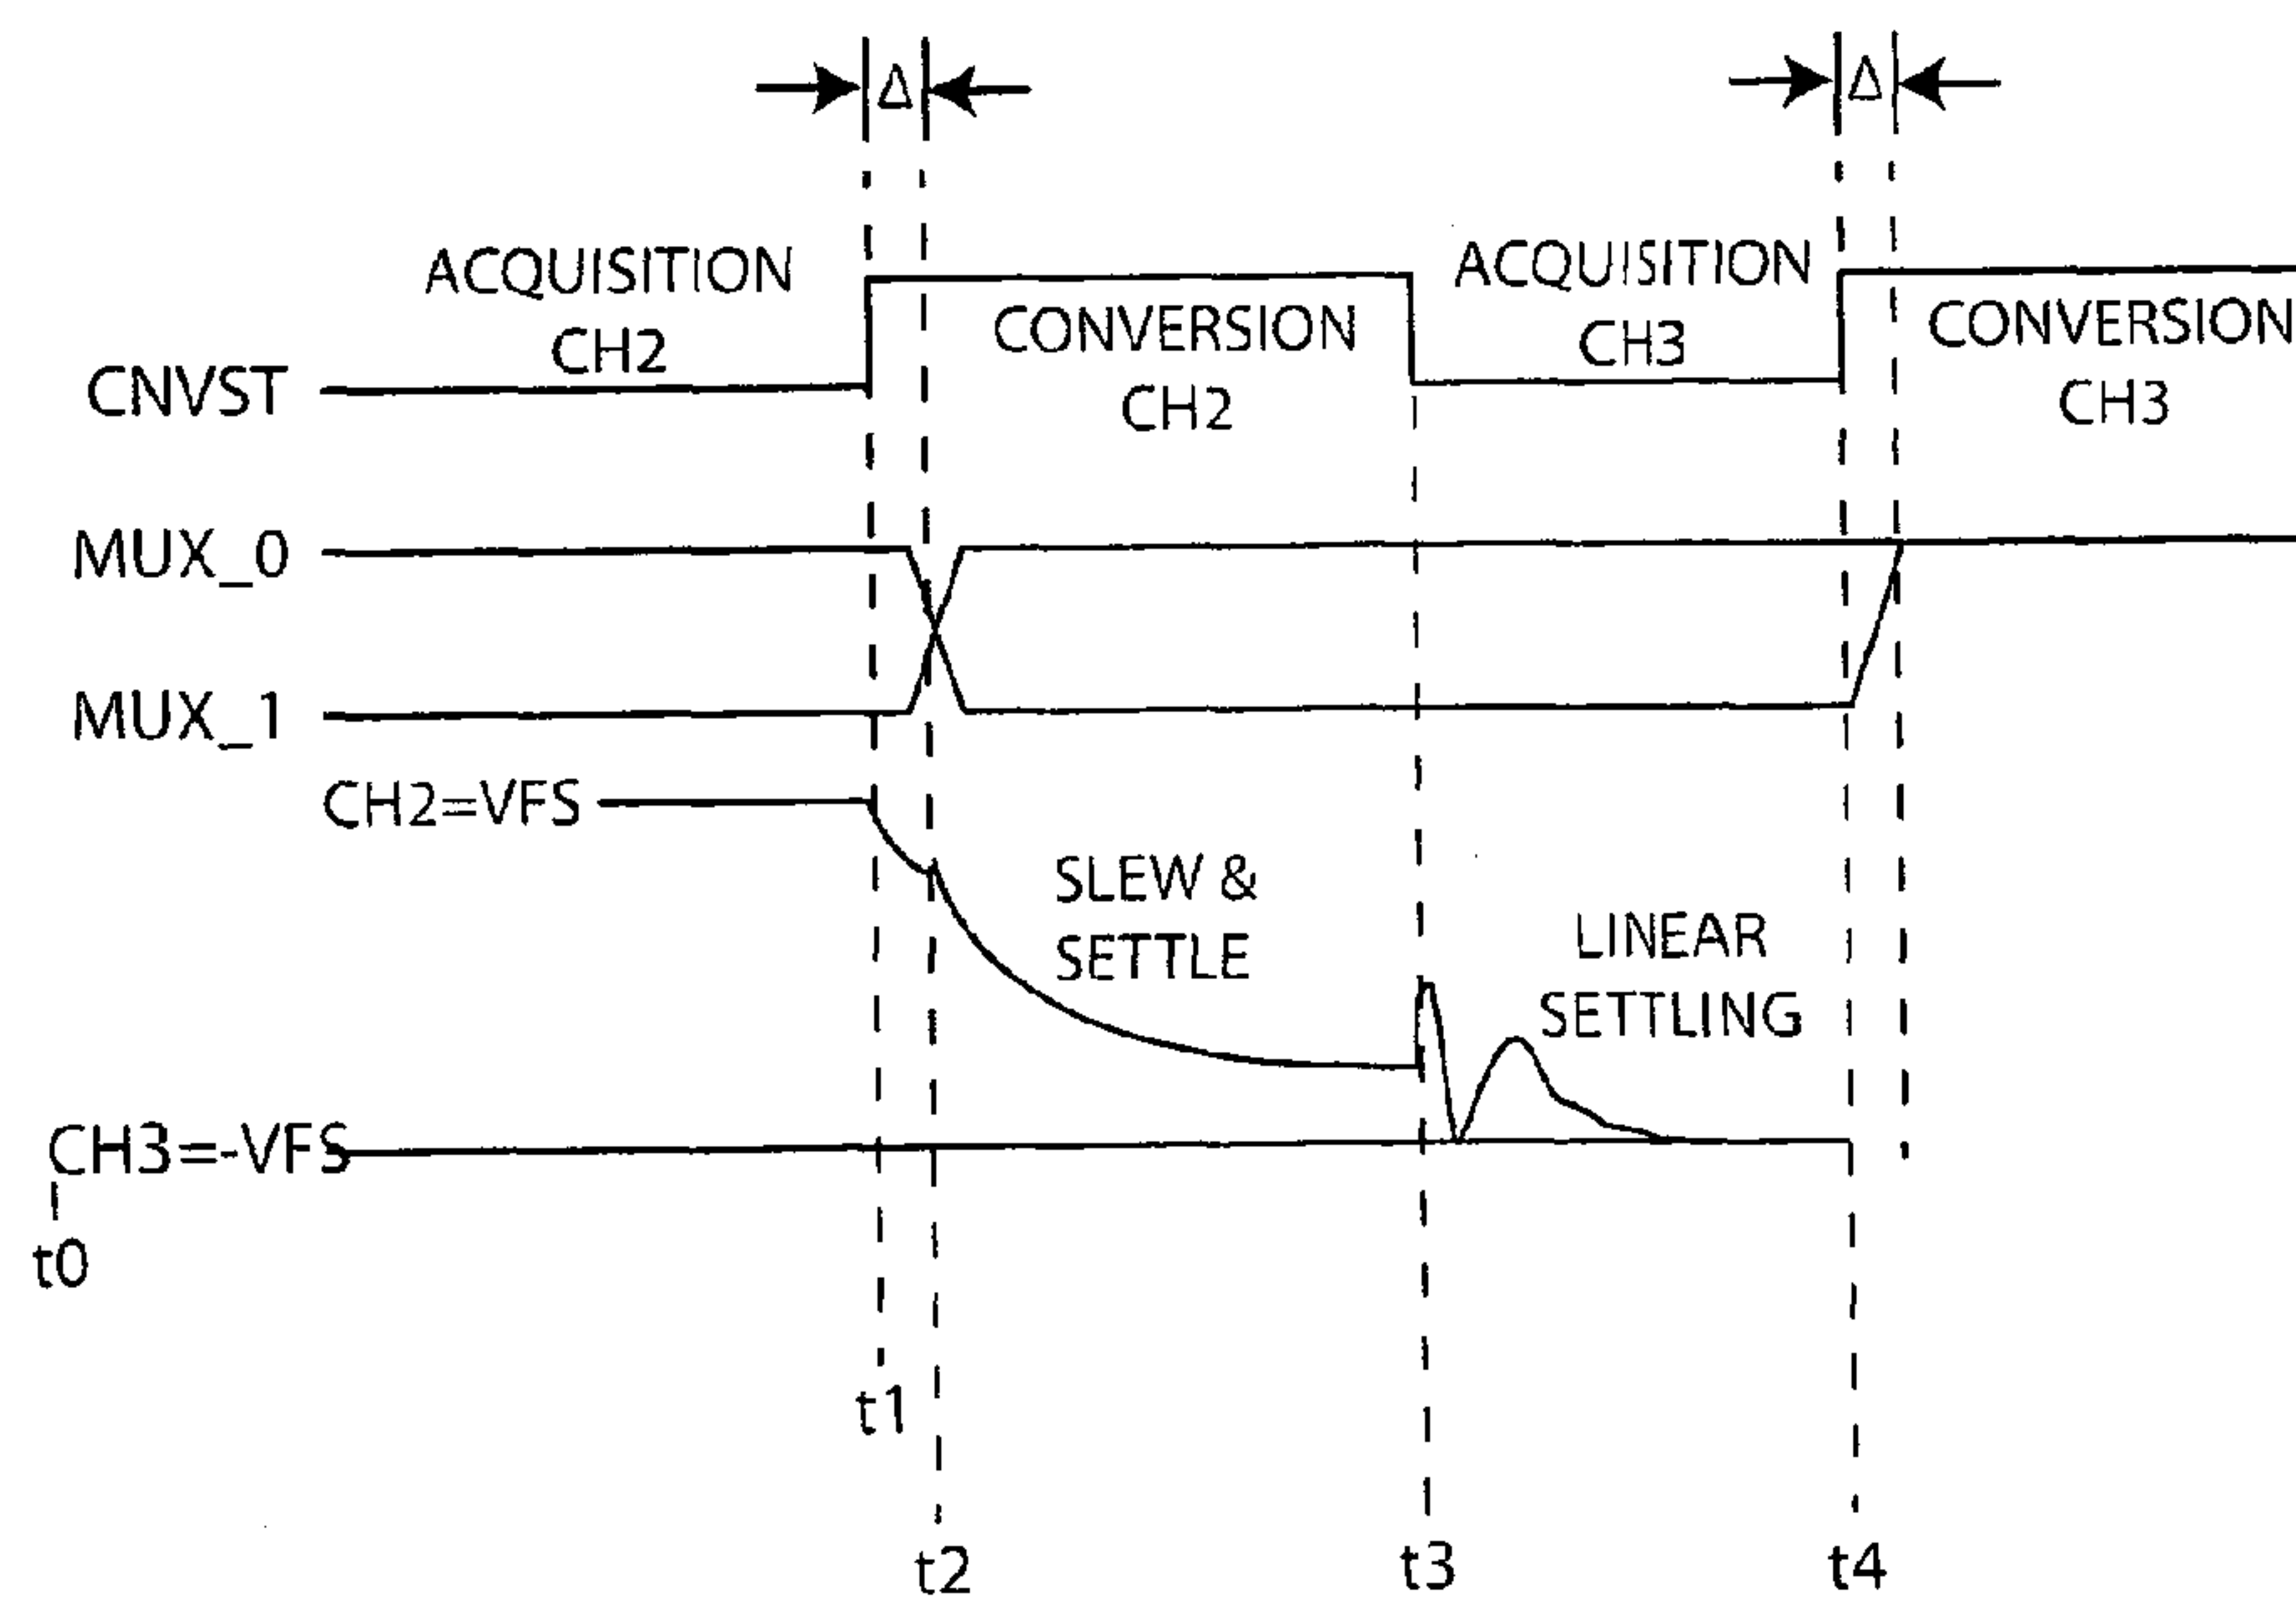 Δ
Δ
ACQUISITION
CH2
CONVERSION
CH2
ACQUISITION
CH3
CONVERSION
CH3
CNVST
MUX_0
MUX_1
CH2=VFS
SLEW &
SETTLE
LINEAR
SETTLING
CH3=-VFS
t0
t1
t2
t3
t4